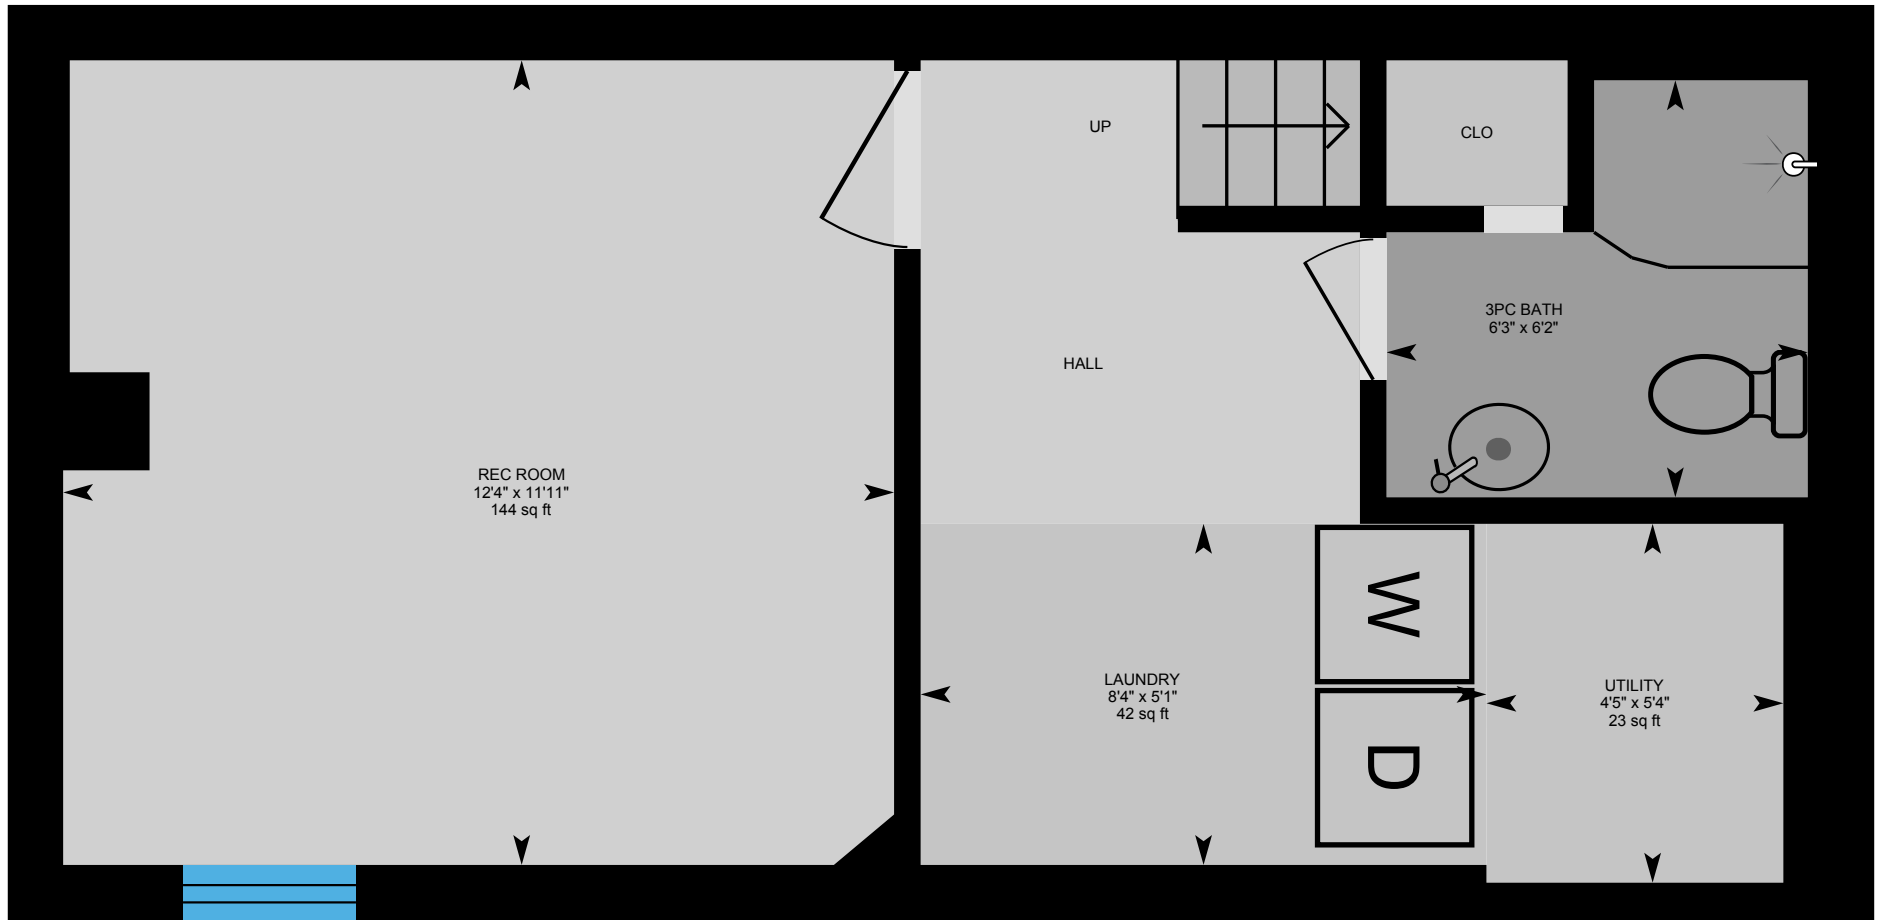 UP
CLO
3PC BATH
6'3" x 6'2"
HALL
REC ROOM
12'4" x 11'11"
144 sq ft
W
LAUNDRY
8'4" x 5'1"
42 sq ft
UTILITY
4'5" x 5'4"
23 sq ft
D